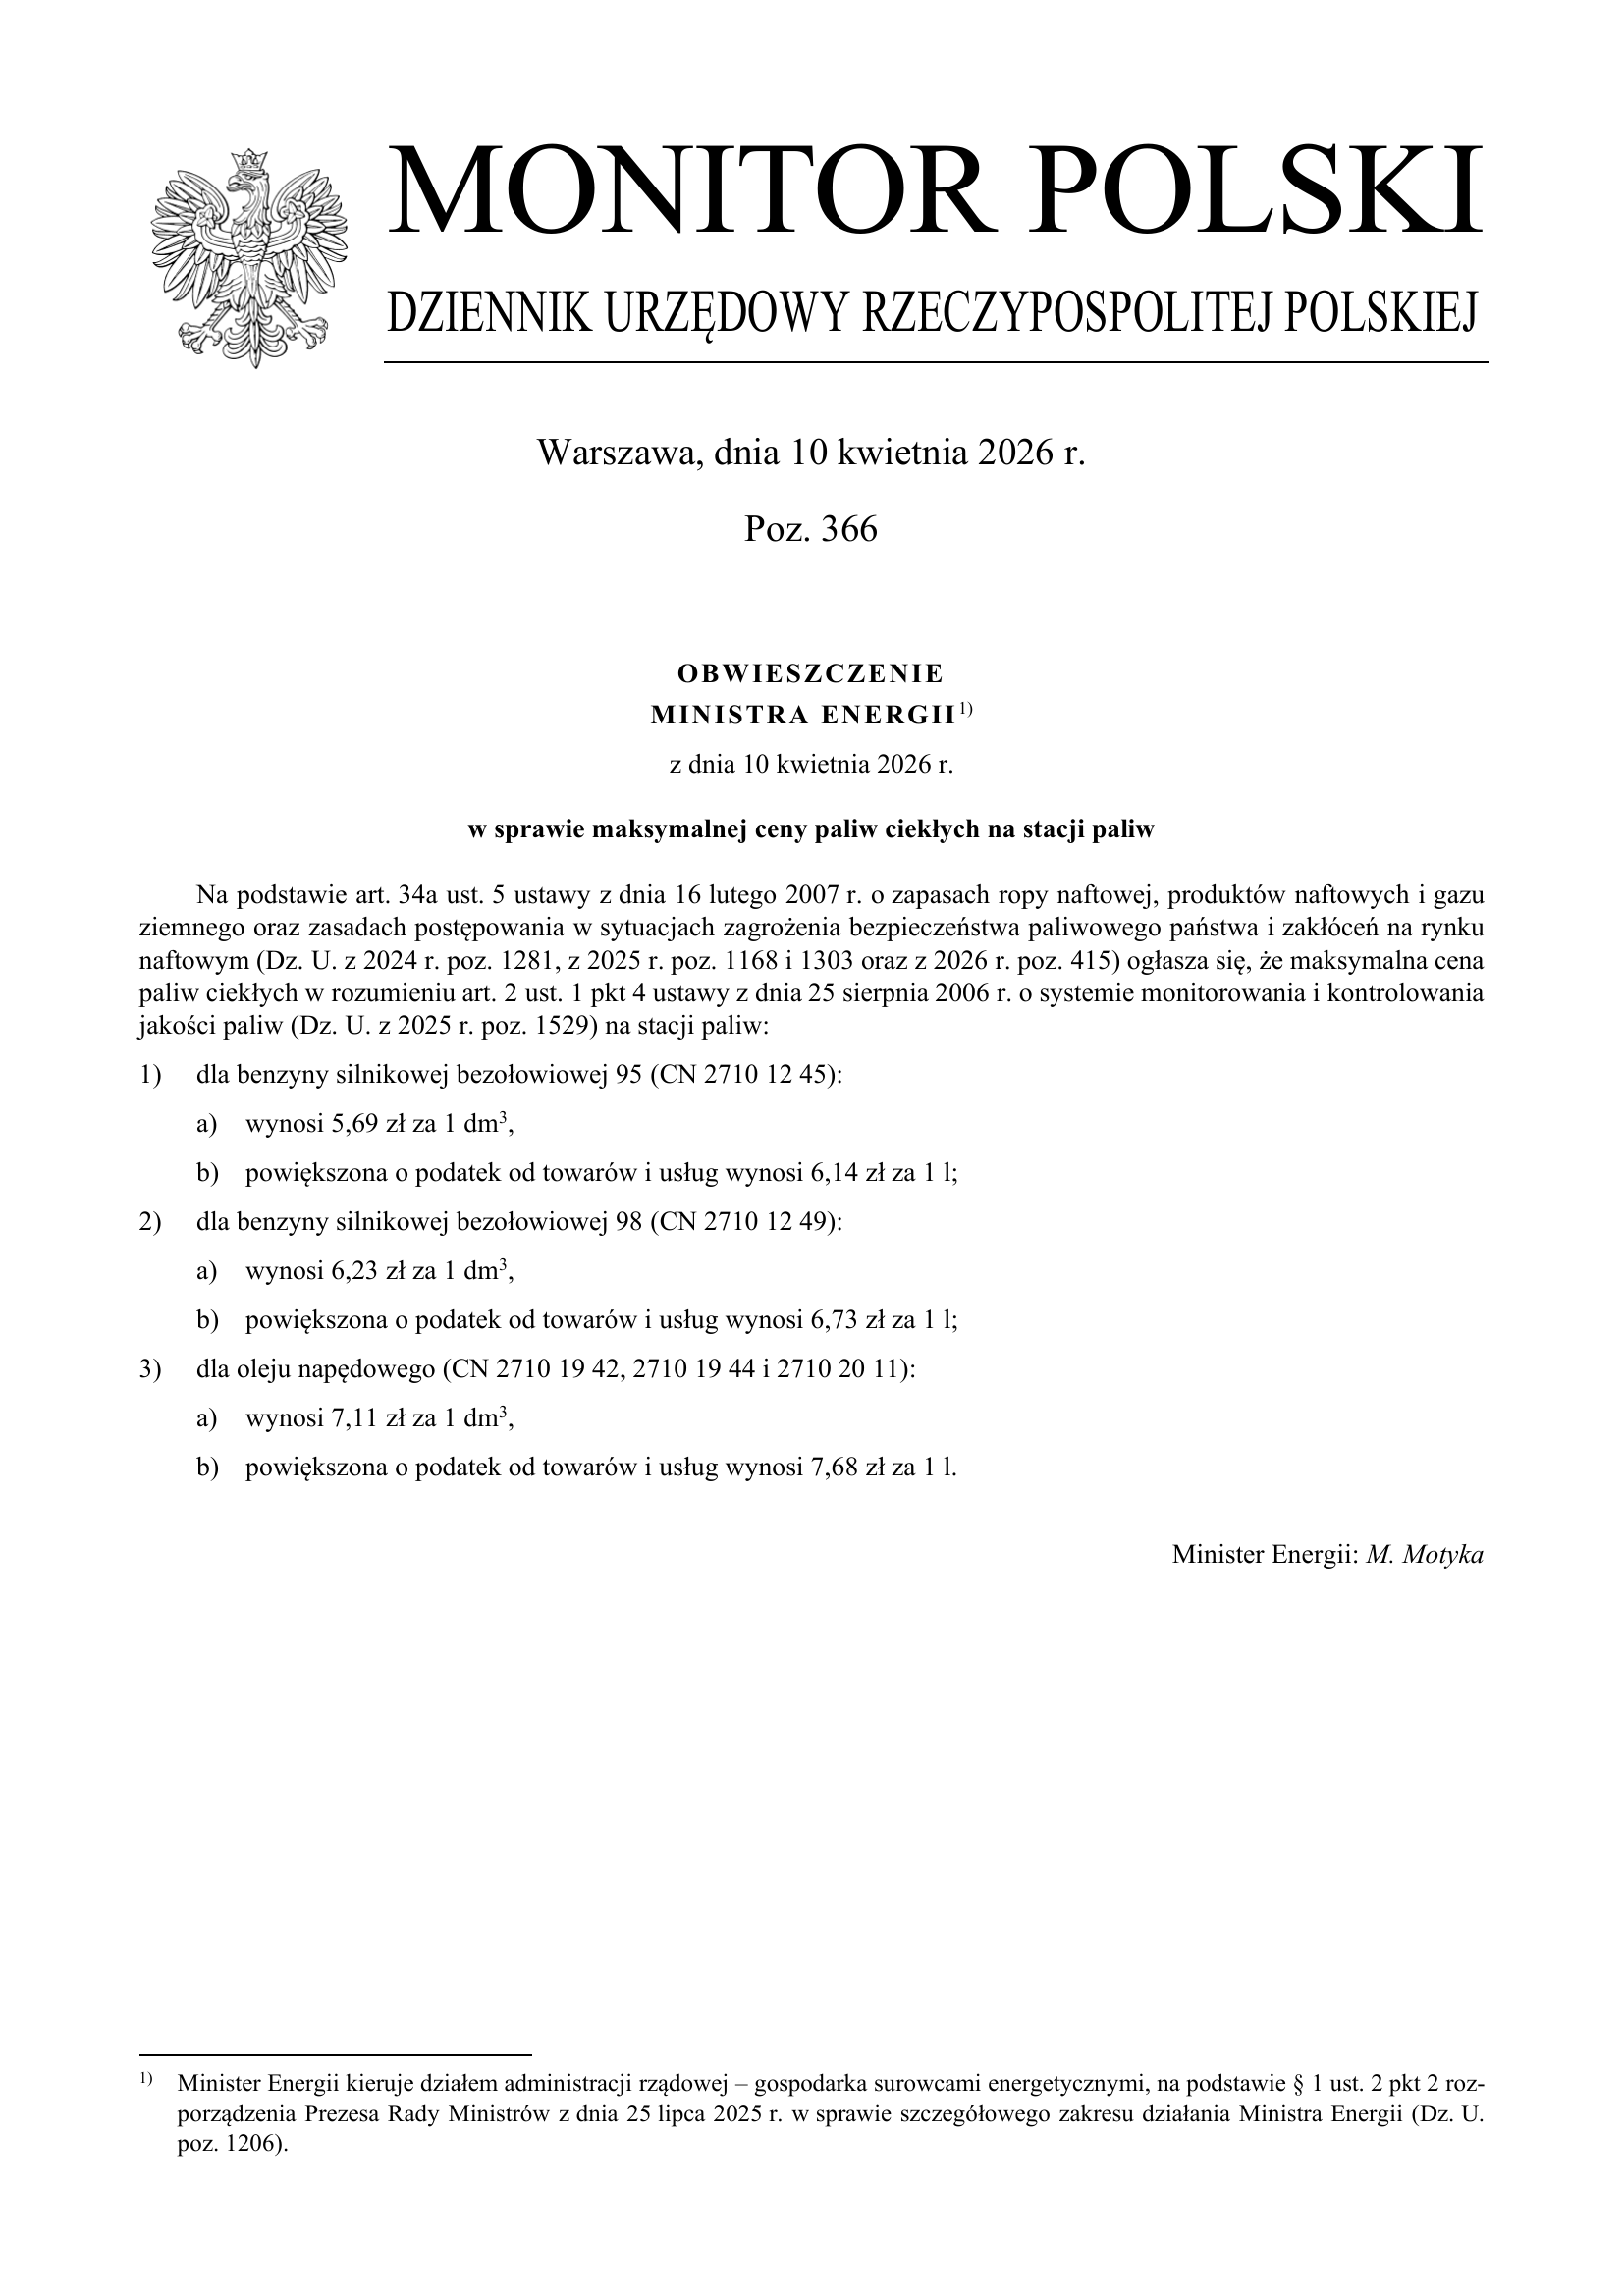 MONITOR POLSKI
DZIENNIK URZĘDOWY RZECZYPOSPOLITEJ POLSKIEJ
Warszawa, dnia 10 kwietnia 2026 r.
Poz. 366
OBWIESZCZENIE
MINISTRA ENERGII1)
z dnia 10 kwietnia 2026 r.
w sprawie maksymalnej ceny paliw ciekłych na stacji paliw
Na podstawie art. 34a ust. 5 ustawy z dnia 16 lutego 2007 r. o zapasach ropy naftowej, produktów naftowych i gazu
ziemnego oraz zasadach postępowania w sytuacjach zagrożenia bezpieczeństwa paliwowego państwa i zakłóceń na rynku
naftowym (Dz. U. z 2024 r. poz. 1281, z 2025 r. poz. 1168 i 1303 oraz z 2026 r. poz. 415) ogłasza się, że maksymalna cena
paliw ciekłych w rozumieniu art. 2 ust. 1 pkt 4 ustawy z dnia 25 sierpnia 2006 r. o systemie monitorowania i kontrolowania
jakości paliw (Dz. U. z 2025 r. poz. 1529) na stacji paliw:
1) dla benzyny silnikowej bezołowiowej 95 (CN 2710 12 45):
a) wynosi 5,69 zł za 1 dm³,
b) powiększona o podatek od towarów i usług wynosi 6,14 zł za 1 l;
2) dla benzyny silnikowej bezołowiowej 98 (CN 2710 12 49):
a) wynosi 6,23 zł za 1 dm³,
b) powiększona o podatek od towarów i usług wynosi 6,73 zł za 1 l;
3) dla oleju napędowego (CN 2710 19 42, 2710 19 44 i 2710 20 11):
a) wynosi 7,11 zł za 1 dm³,
b) powiększona o podatek od towarów i usług wynosi 7,68 zł za 1 l.
Minister Energii: M. Motyka
1) Minister Energii kieruje działem administracji rządowej – gospodarka surowcami energetycznymi, na podstawie § 1 ust. 2 pkt 2 roz-
porządzenia Prezesa Rady Ministrów z dnia 25 lipca 2025 r. w sprawie szczegółowego zakresu działania Ministra Energii (Dz. U.
poz. 1206).